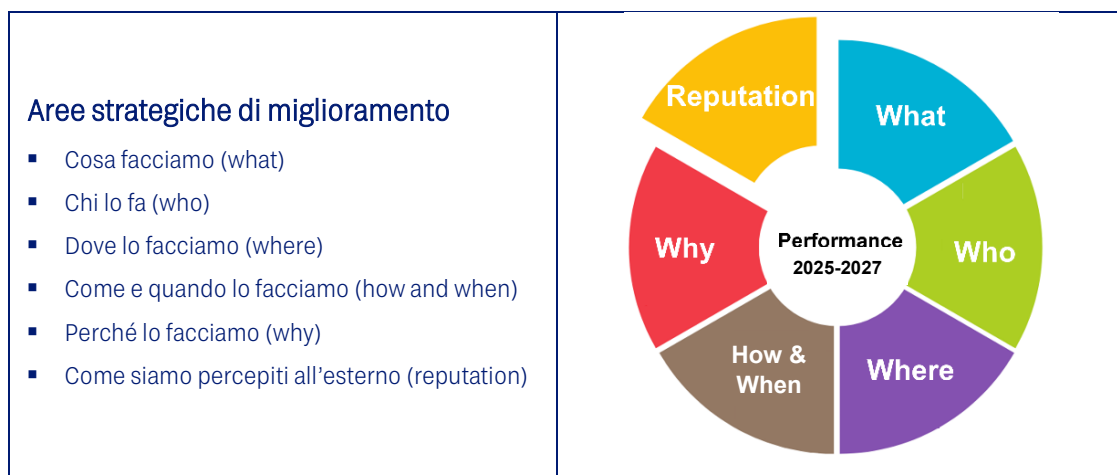 Aree strategiche di miglioramento
▪ Cosa facciamo (what)
▪ Chi lo fa (who)
▪ Dove lo facciamo (where)
▪ Come e quando lo facciamo (how and when)
▪ Perché lo facciamo (why)
▪ Come siamo percepiti all'esterno (reputation)
Reputation
What
Why
Performance
2025-2027
Who
How &
When
Where